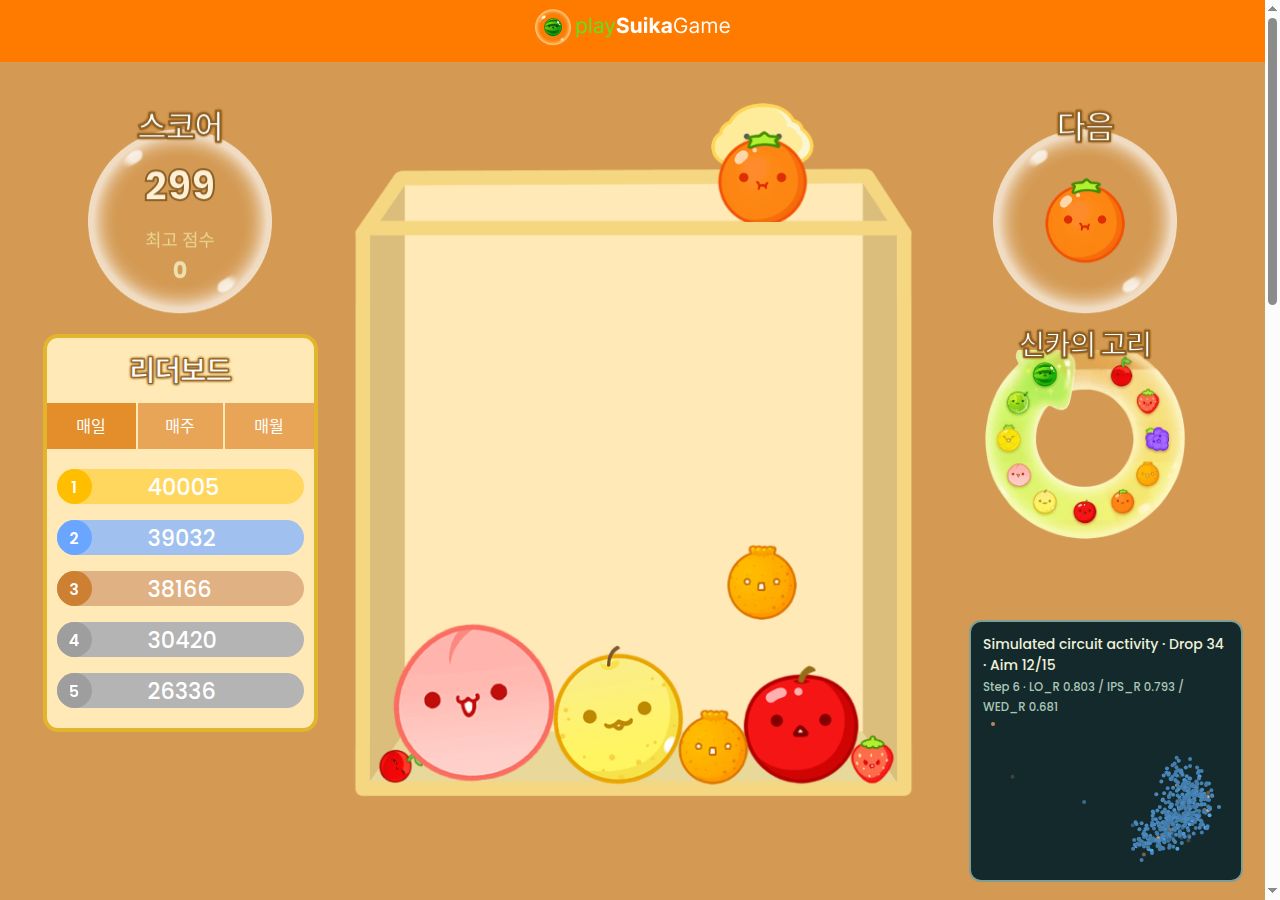 playSuikaGame
스코어
299
최고 점수
0
다음
신카의 고리
리더보드
매일 매주 매월
1 40005
2 39032
3 38166
4 30420
5 26336
Simulated circuit activity · Drop 34
· Aim 12/15
Step 6 · LO_R 0.803 / IPS_R 0.793 /
WED_R 0.681